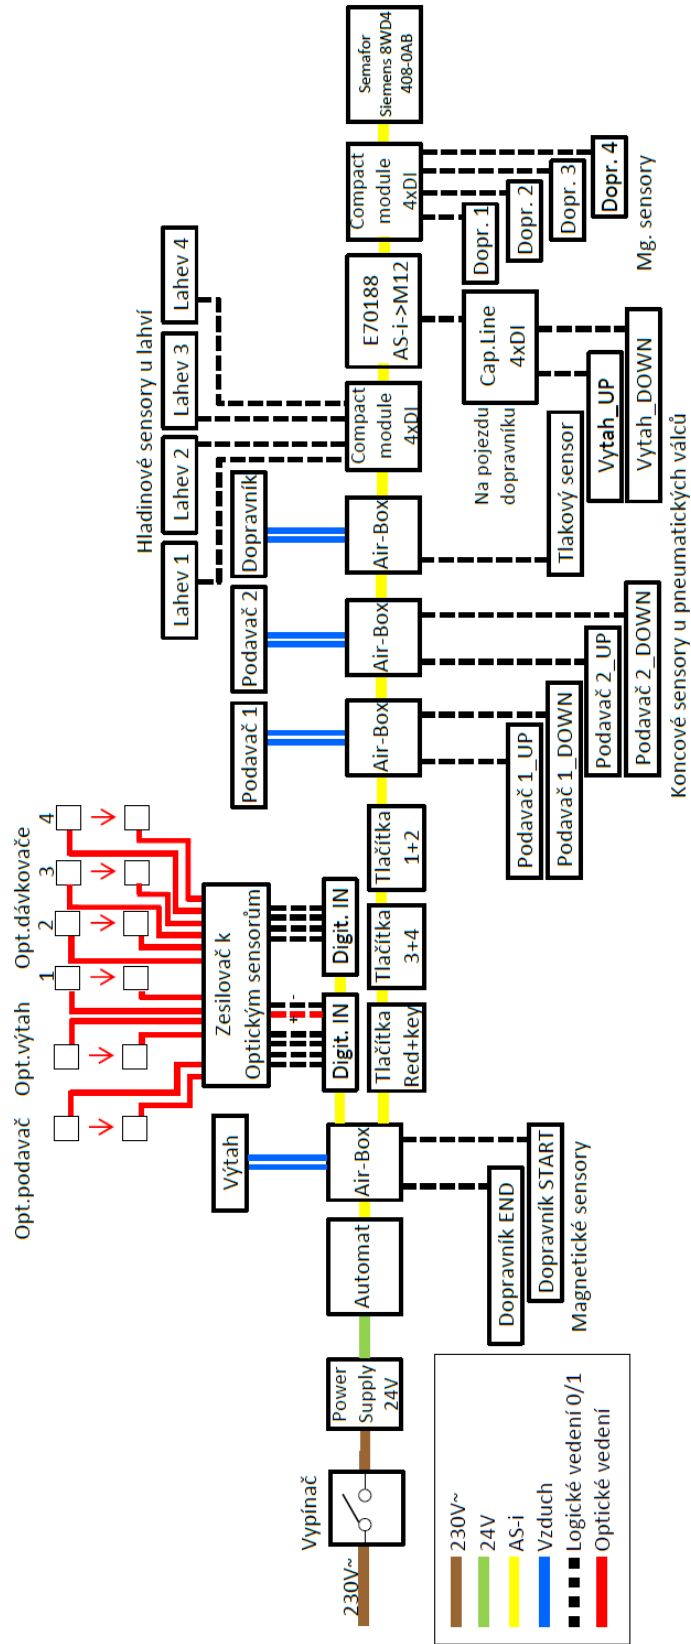 Opt.podavač
Opt.výtah
Opt.dávkovače
1
2
3
4
Zesilovač k
Optickým sensorům
+
-
Digit. IN
Digit. IN
Hladinové sensory u lahví
Lahev 1
Lahev 2
Lahev 3
Lahev 4
Výtah
Podavač 1
Podavač 2
Dopravník
Vypínač
230V~
Power
Supply
24V
Automat
Air-Box
Tlačítka
Red+key
Tlačítka
3+4
Tlačítka
1+2
Air-Box
Air-Box
Air-Box
Compact
module
4xDI
E70188
AS-i->M12
Compact
module
4xDI
Semafor
Siemens 8WD4
408-0AB
Dopravník END
Dopravník START
Magnetické sensory
Podavač 1_UP
Podavač 1_DOWN
Podavač 2_UP
Podavač 2_DOWN
Tlakový sensor
Na pojezdu
dopravníku
Cap.Line
4xDI
Vytah_UP
Vytah_DOWN
Koncové sensory u pneumatických válců
Dopr. 1
Dopr. 2
Dopr. 3
Dopr. 4
Mg. sensory
230V~
24V
AS-i
Vzduch
Logické vedení 0/1
Optické vedení